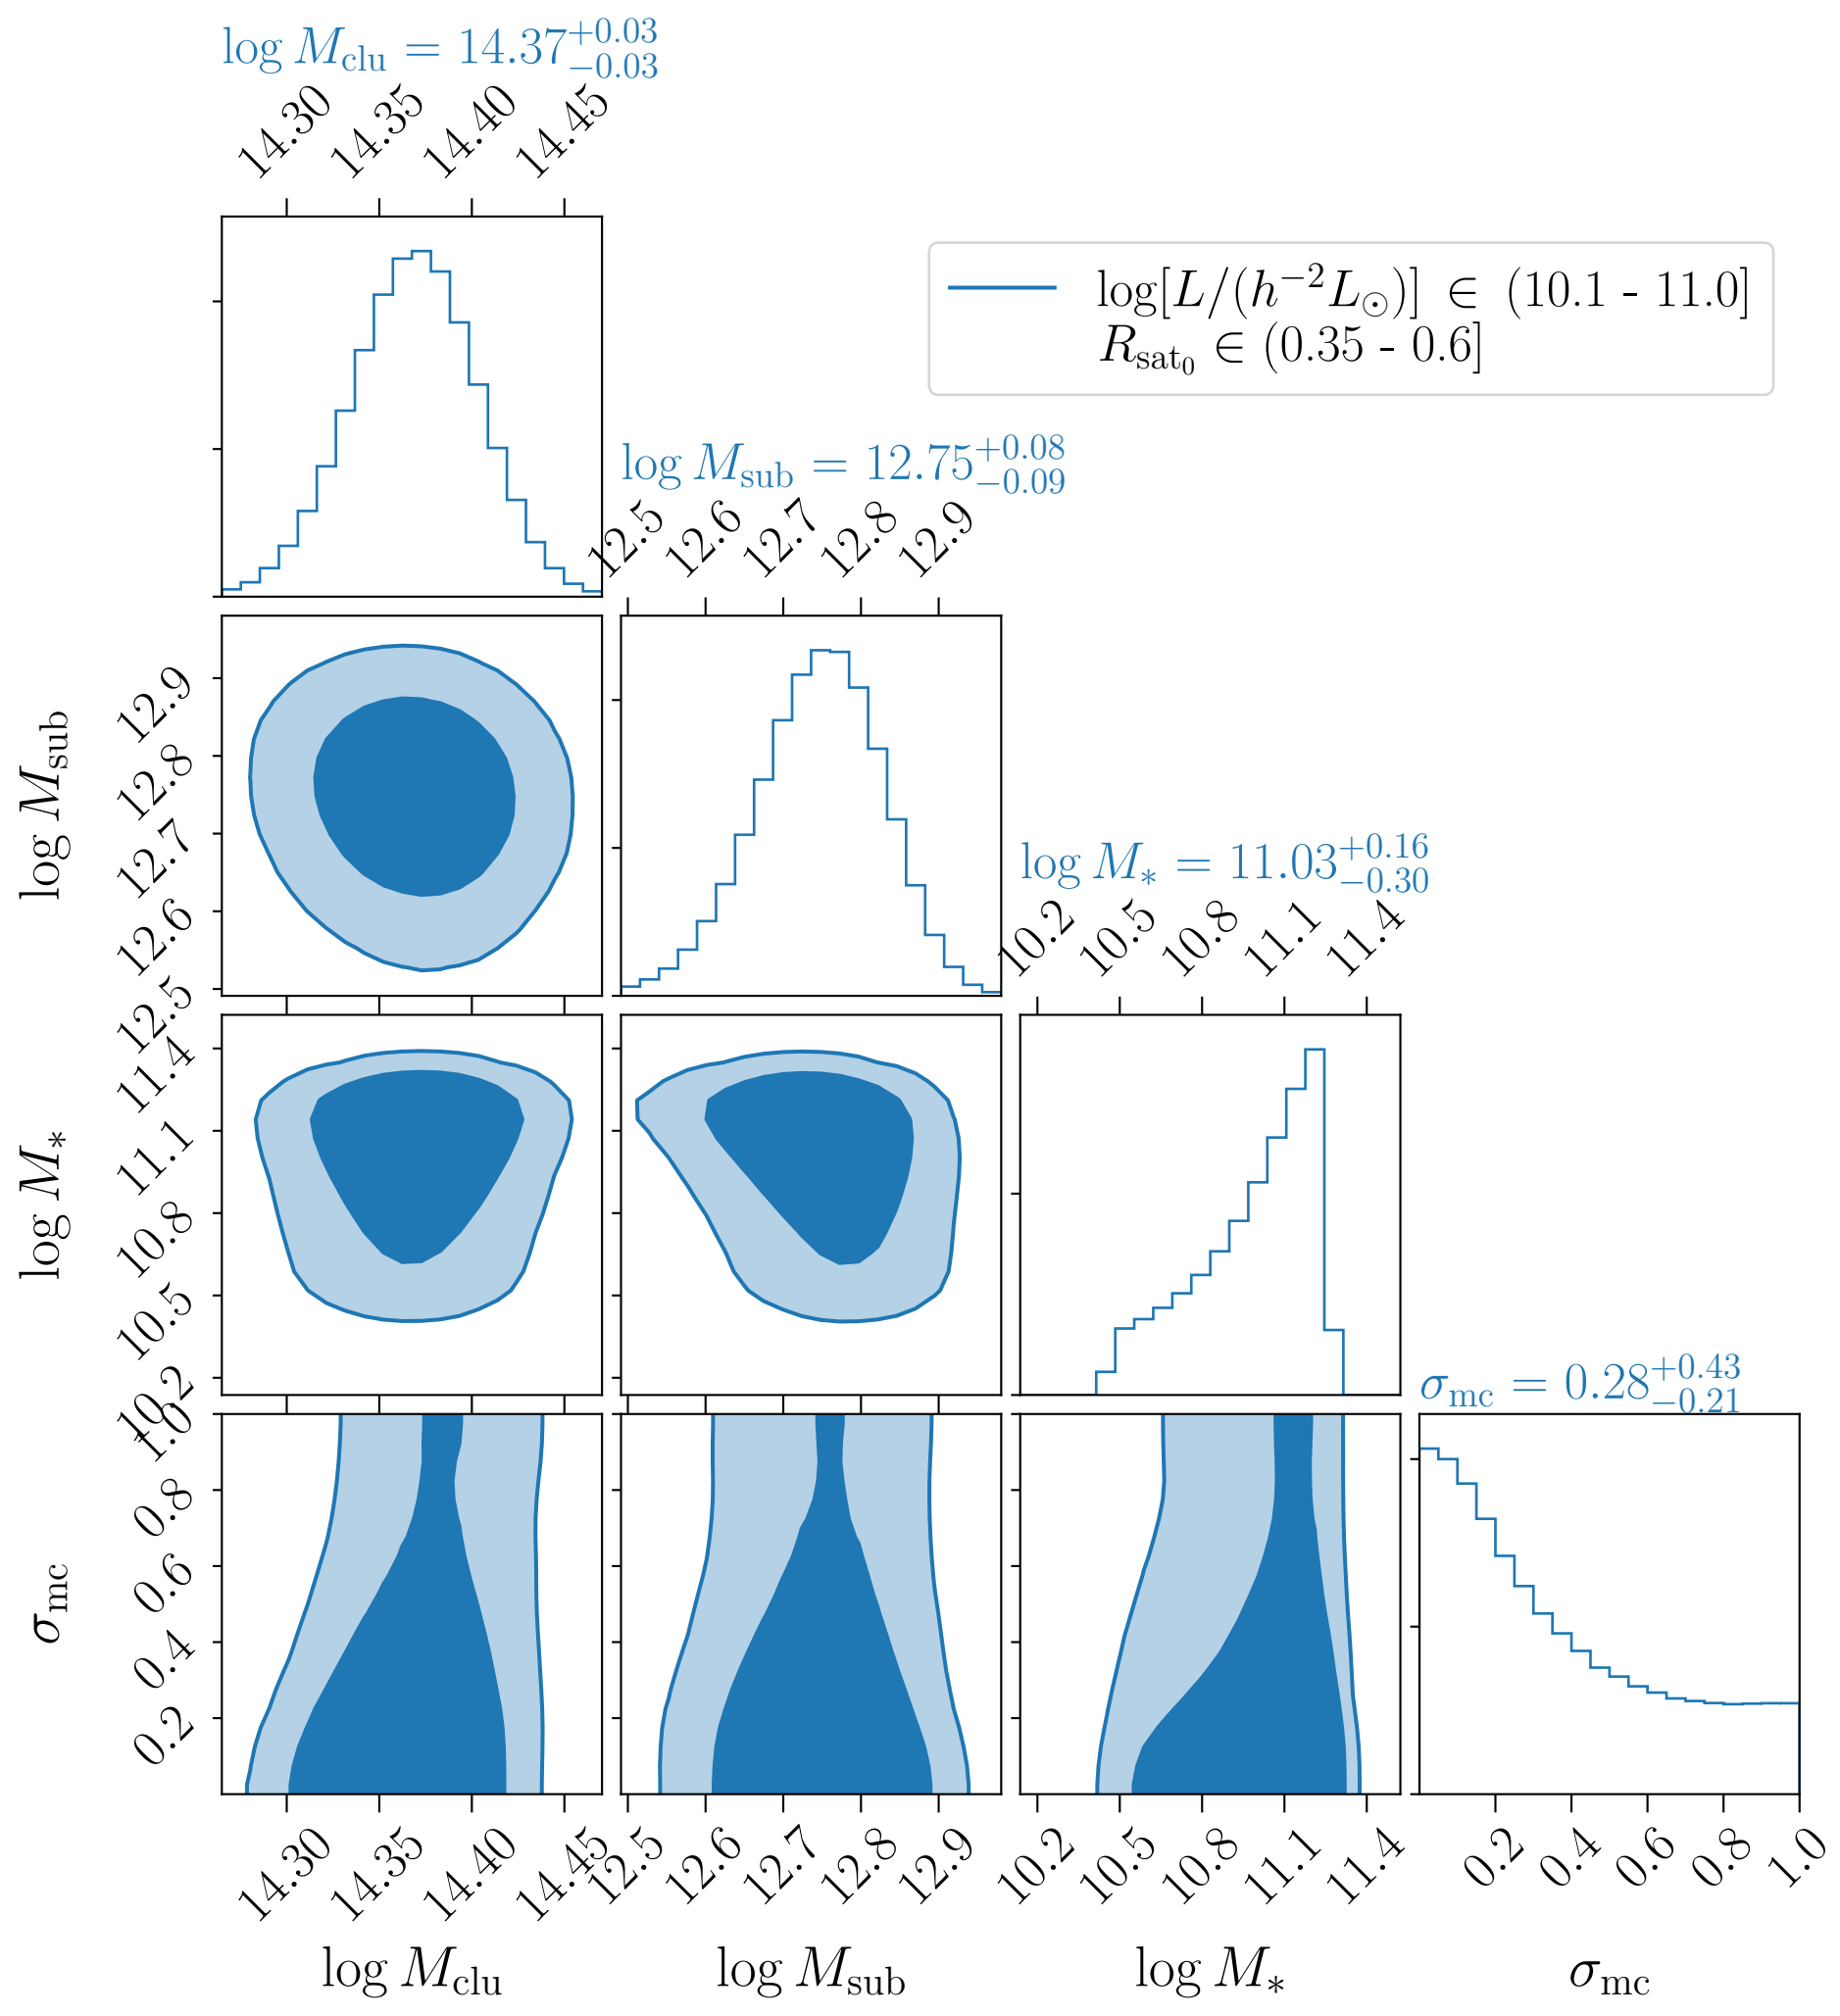 log M_clu = 14.37^{+0.03}_{-0.03}
14.30 14.35 14.40 14.45
log[L/(h^{-2}L_⊙)] ∈ (10.1 - 11.0]
R_{sat_0} ∈ (0.35 - 0.6]
log M_sub = 12.75^{+0.08}_{-0.09}
12.5 12.6 12.7 12.8 12.9
log M_sub
12.9
12.8
12.7
12.6
12.5
log M_* = 11.03^{+0.16}_{-0.30}
10.2 10.5 10.8 11.1 11.4
log M_*
11.4
11.1
10.8
10.5
10.2
σ_mc = 0.28^{+0.43}_{-0.21}
σ_mc
1.0
0.8
0.6
0.4
0.2
14.30 14.35 14.40 14.45 12.5 12.6 12.7 12.8 12.9 10.2 10.5 10.8 11.1 11.4 0.2 0.4 0.6 0.8 1.0
log M_clu log M_sub log M_* σ_mc